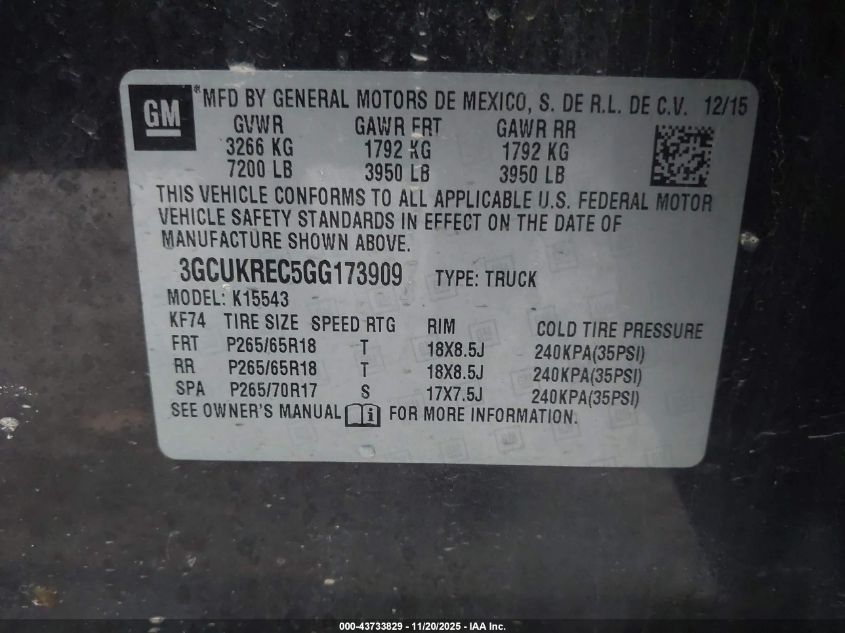 GM ®MFD BY GENERAL MOTORS DE MEXICO, S. DE R.L. DE C.V. 12/15
GVWR GAWR FRT GAWR RR
3266 KG 1792 KG 1792 KG
7200 LB 3950 LB 3950 LB
THIS VEHICLE CONFORMS TO ALL APPLICABLE U.S. FEDERAL MOTOR
VEHICLE SAFETY STANDARDS IN EFFECT ON THE DATE OF
MANUFACTURE SHOWN ABOVE.
3GCUKREC5GG173909 TYPE: TRUCK
MODEL: K15543
KF74 TIRE SIZE SPEED RTG RIM COLD TIRE PRESSURE
FRT P265/65R18 T 18X8.5J 240KPA(35PSI)
RR P265/65R18 T 18X8.5J 240KPA(35PSI)
SPA P265/70R17 S 17X7.5J 240KPA(35PSI)
SEE OWNER'S MANUAL i FOR MORE INFORMATION.
000-43733829 - 11/20/2025 - IAA Inc.